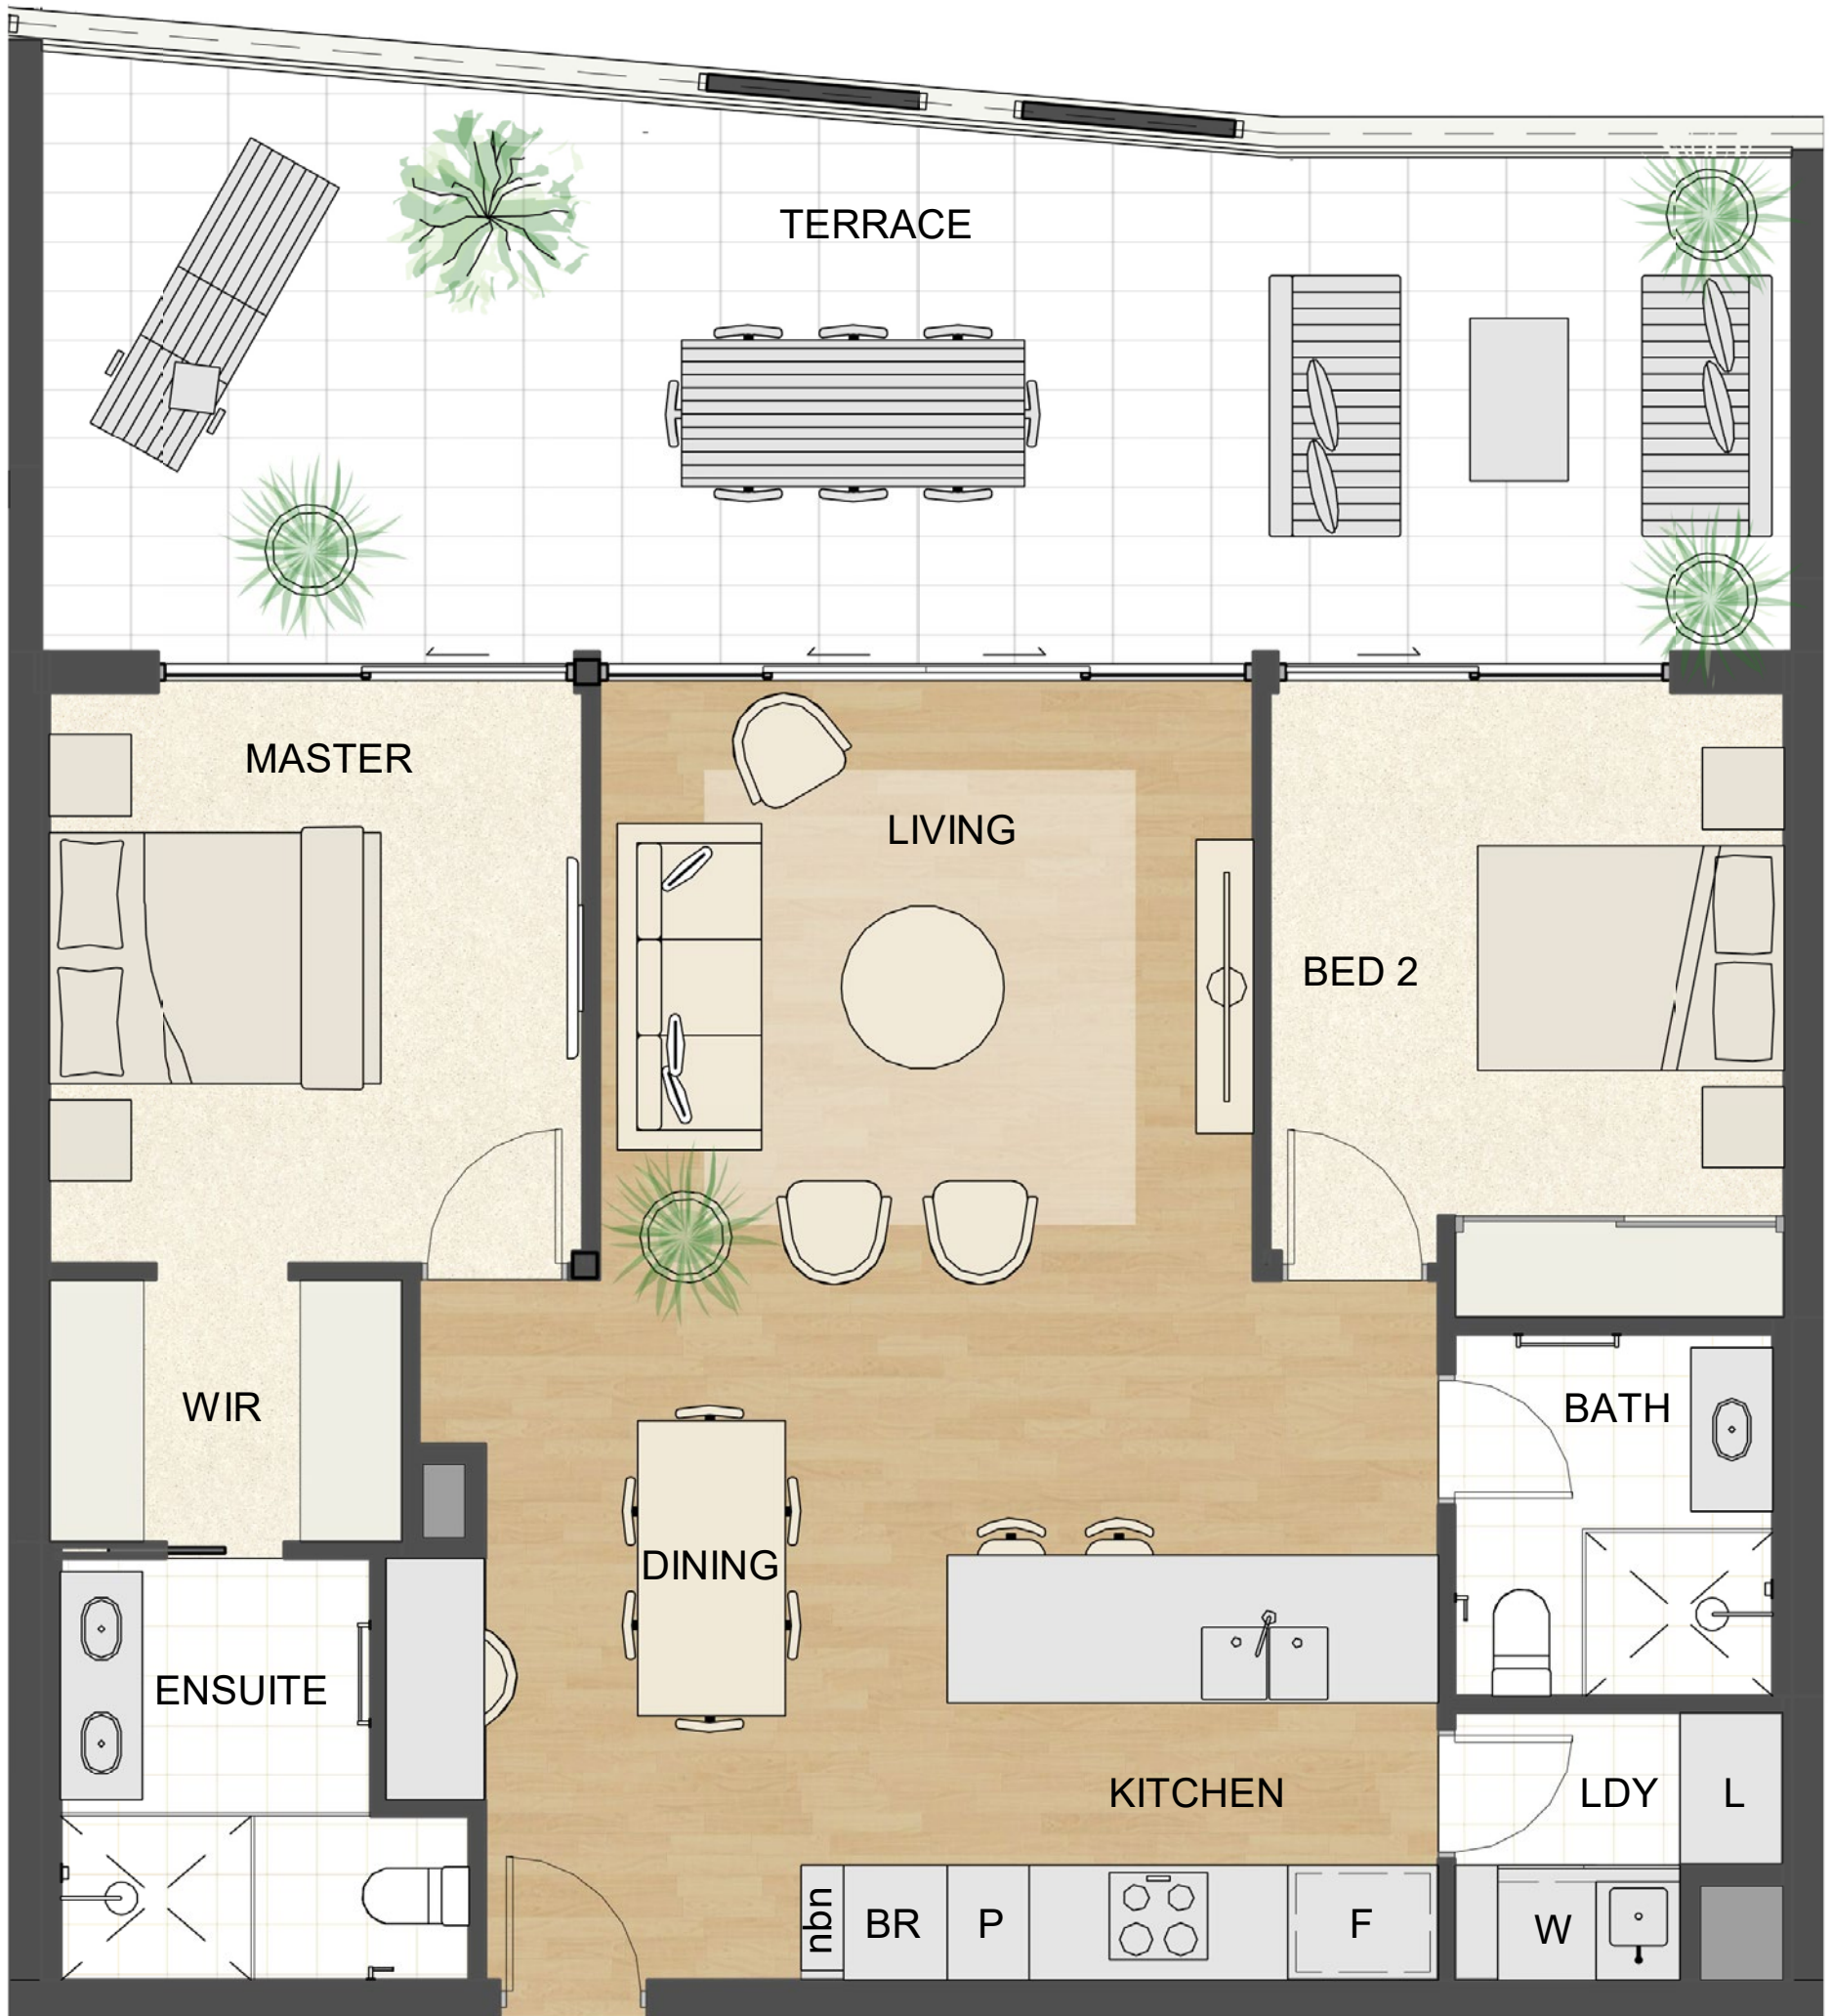 TERRACE
MASTER
LIVING
BED 2
WIR
BATH
DINING
ENSUITE
KITCHEN
LDY
L
nbn
BR
P
F
W